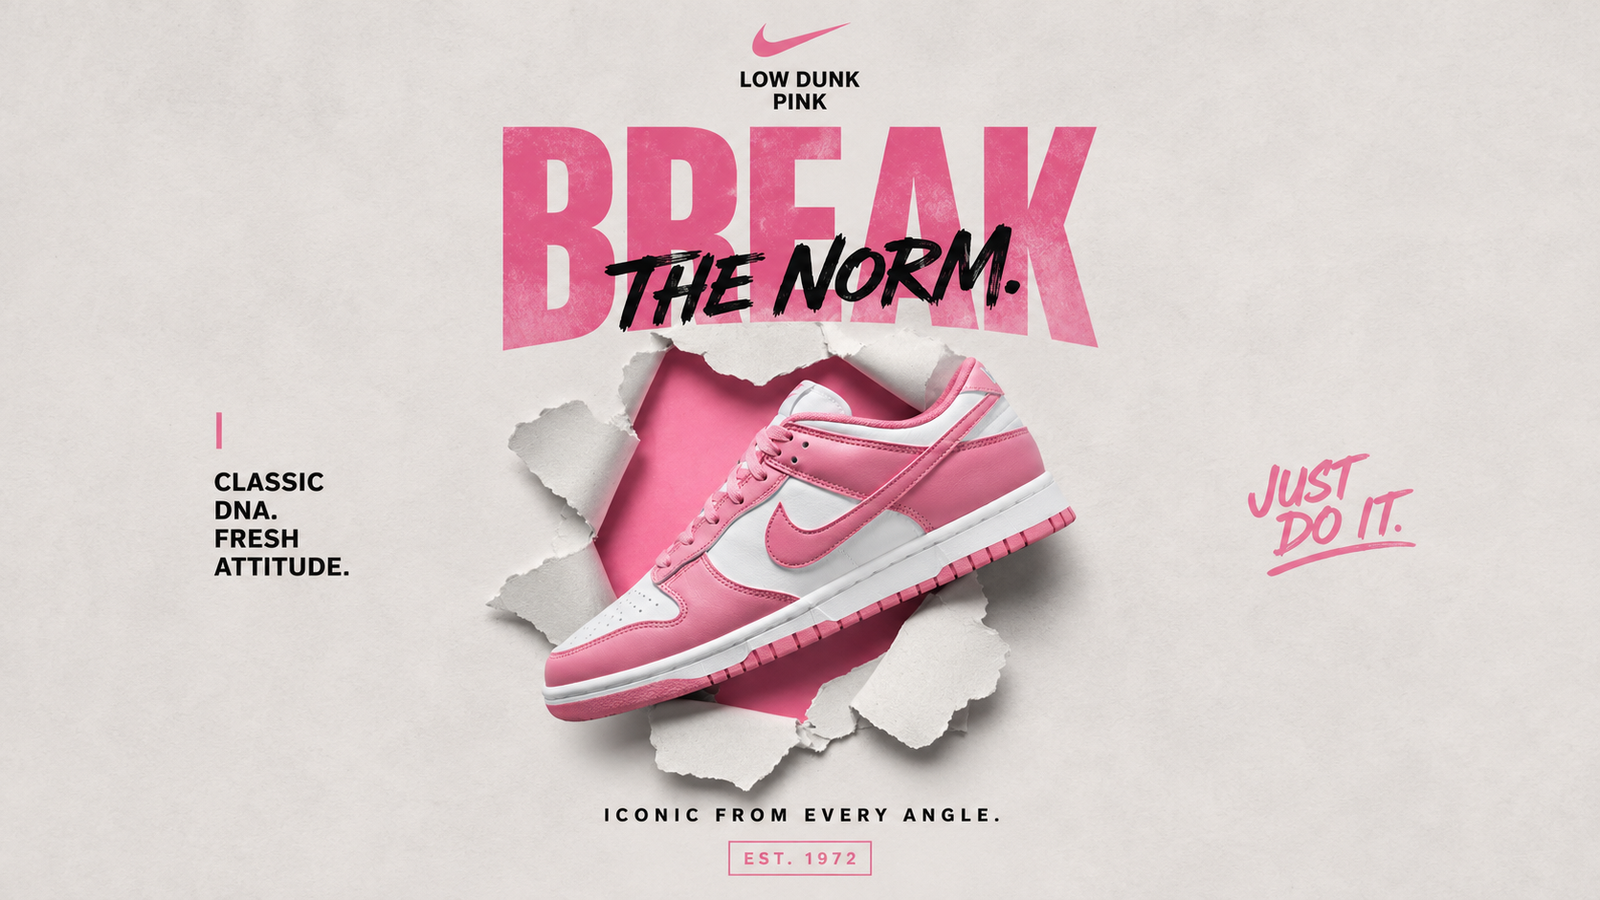 LOW DUNK
PINK
BREAK
THE NORM.
CLASSIC
DNA.
FRESH
ATTITUDE.
JUST
DO IT.
ICONIC FROM EVERY ANGLE.
EST. 1972